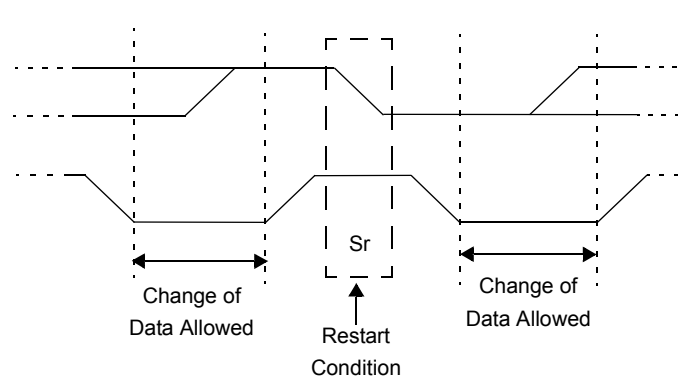 Sr
Change of
Data Allowed
Restart
Condition
Change of
Data Allowed